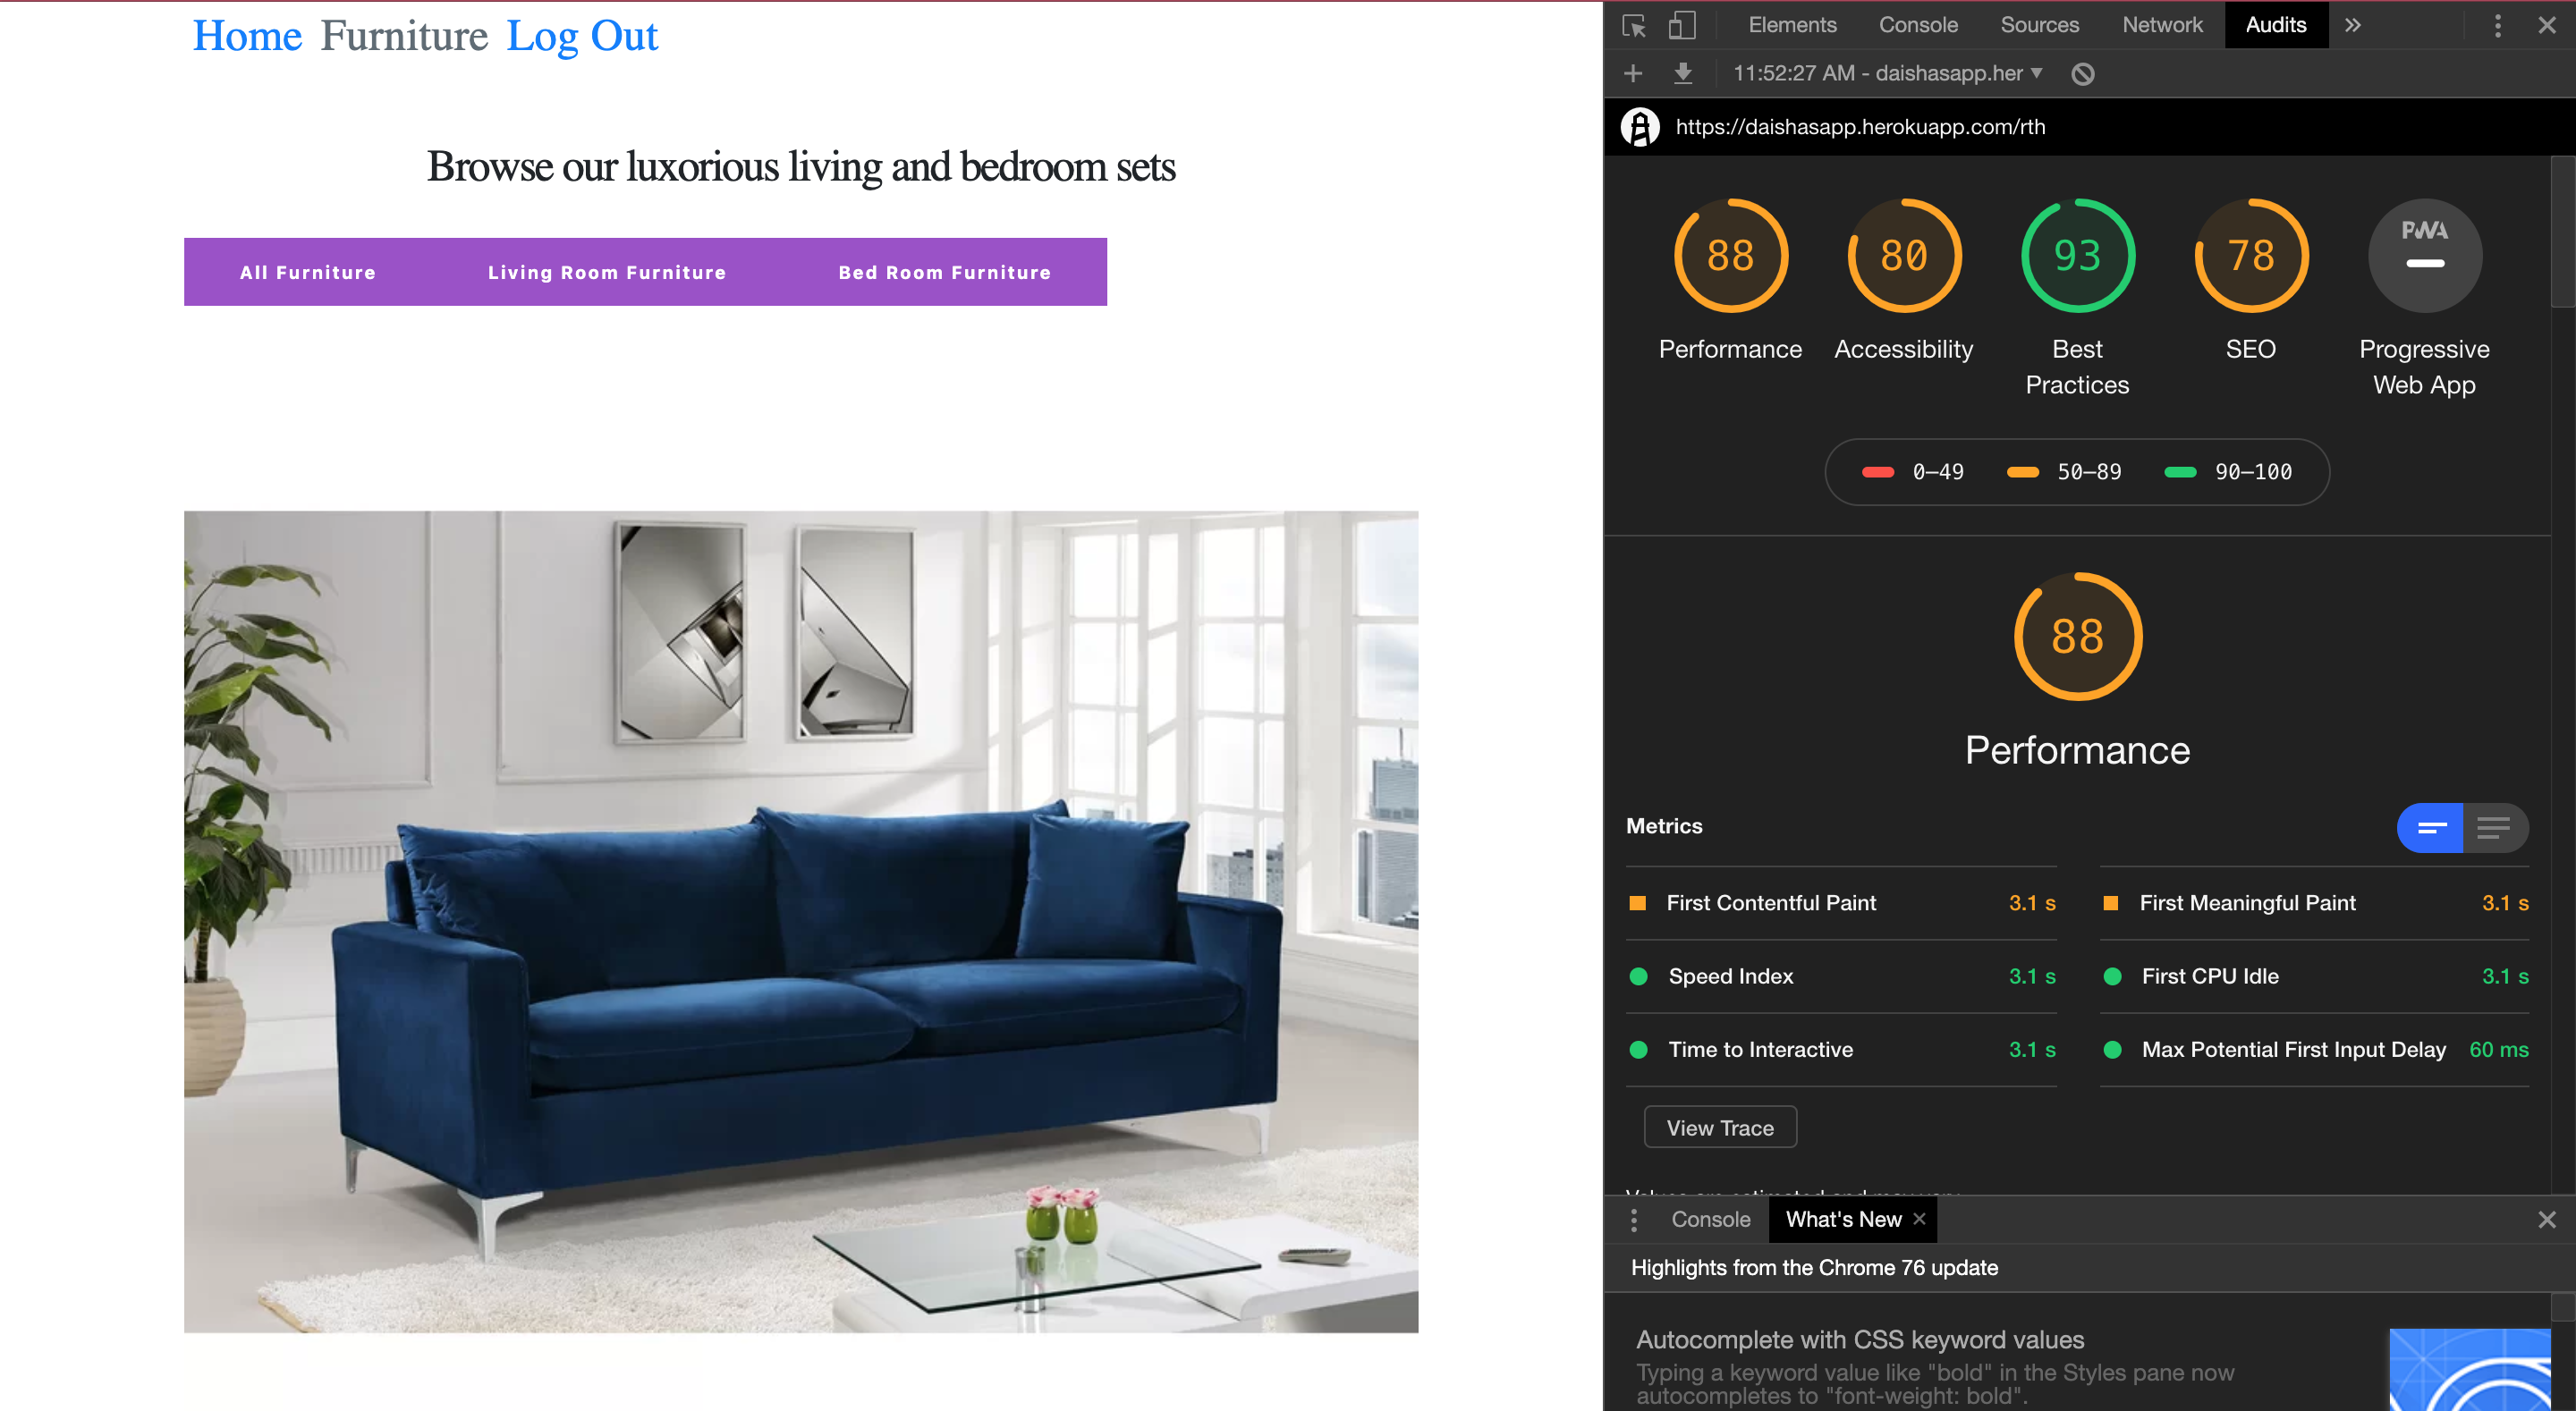 Home Furniture Log Out
Browse our luxorious living and bedroom sets
All Furniture Living Room Furniture Bed Room Furniture
Elements Console Sources Network Audits
11:52:27 AM - daishasapp.her
https://daishasapp.herokuapp.com/rth
88 80 93 78 PWA
Performance Accessibility Best Practices SEO Progressive Web App
0–49 50–89 90–100
88
Performance
Metrics
First Contentful Paint 3.1 s First Meaningful Paint 3.1 s
Speed Index 3.1 s First CPU Idle 3.1 s
Time to Interactive 3.1 s Max Potential First Input Delay 60 ms
View Trace
Values are estimated and may vary.
Console What's New
Highlights from the Chrome 76 update
Autocomplete with CSS keyword values
Typing a keyword value like "bold" in the Styles pane now
autocompletes to "font-weight: bold".